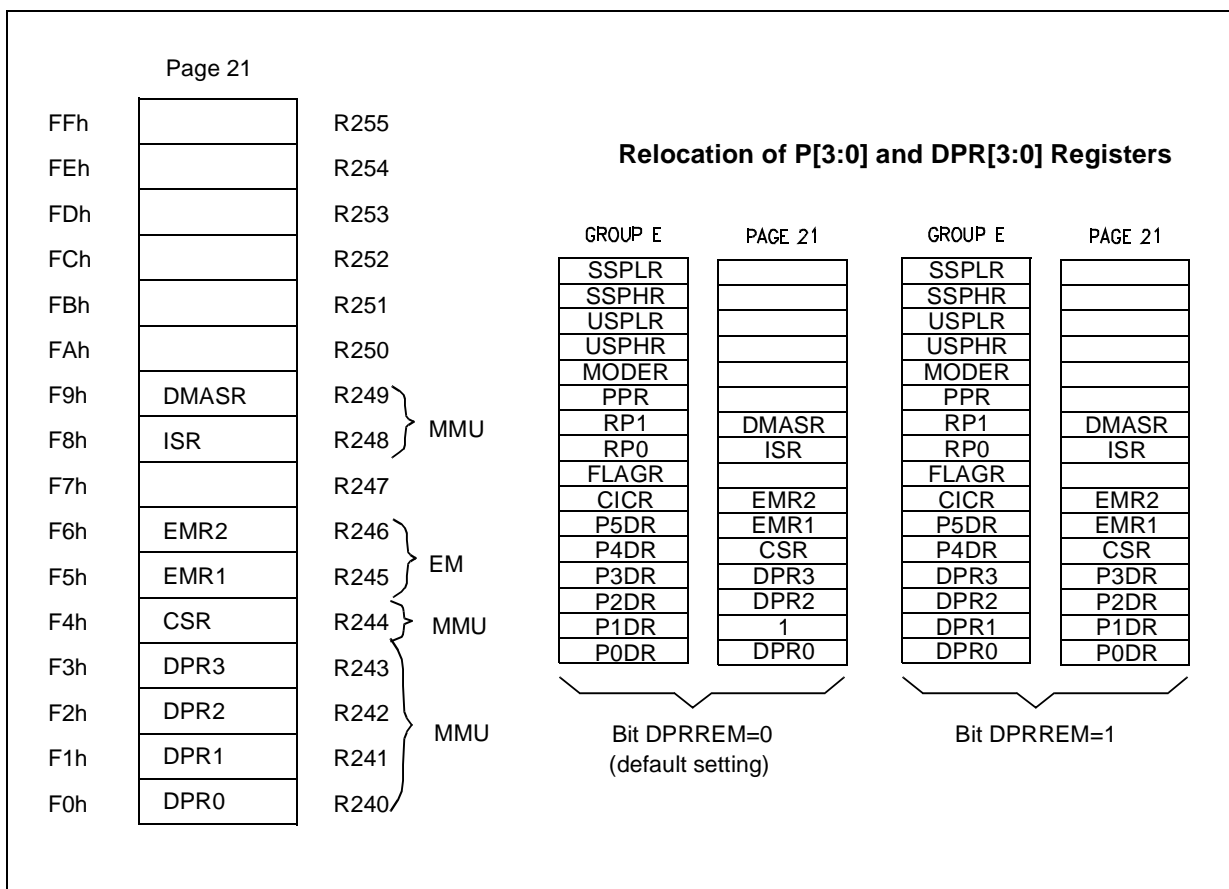 Page 21
FFh R255
FEh R254
FDh R253
FCh R252
FBh R251
FAh R250
F9h DMASR R249
F8h ISR R248
MMU
F7h R247
F6h EMR2 R246
F5h EMR1 R245
EM
F4h CSR R244 MMU
F3h DPR3 R243
F2h DPR2 R242
F1h DPR1 R241
F0h DPR0 R240
MMU
Relocation of P[3:0] and DPR[3:0] Registers
GROUP E PAGE 21 GROUP E PAGE 21
SSPLR SSPLR
SSPHR SSPHR
USPLR USPLR
USPHR USPHR
MODER MODER
PPR PPR
RP1 DMASR RP1 DMASR
RP0 ISR RP0 ISR
FLAGR FLAGR
CICR EMR2 CICR EMR2
P5DR EMR1 P5DR EMR1
P4DR CSR P4DR CSR
P3DR DPR3 DPR3 P3DR
P2DR DPR2 DPR2 P2DR
P1DR 1 DPR1 P1DR
P0DR DPR0 DPR0 P0DR
Bit DPRREM=0 Bit DPRREM=1
(default setting)